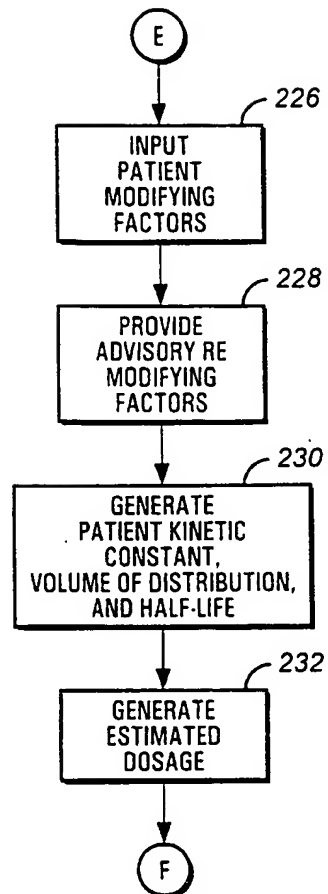 E
226
INPUT
PATIENT
MODIFYING
FACTORS
228
PROVIDE
ADVISORY RE
MODIFYING
FACTORS
230
GENERATE
PATIENT KINETIC
CONSTANT,
VOLUME OF DISTRIBUTION,
AND HALF-LIFE
232
GENERATE
ESTIMATED
DOSAGE
F